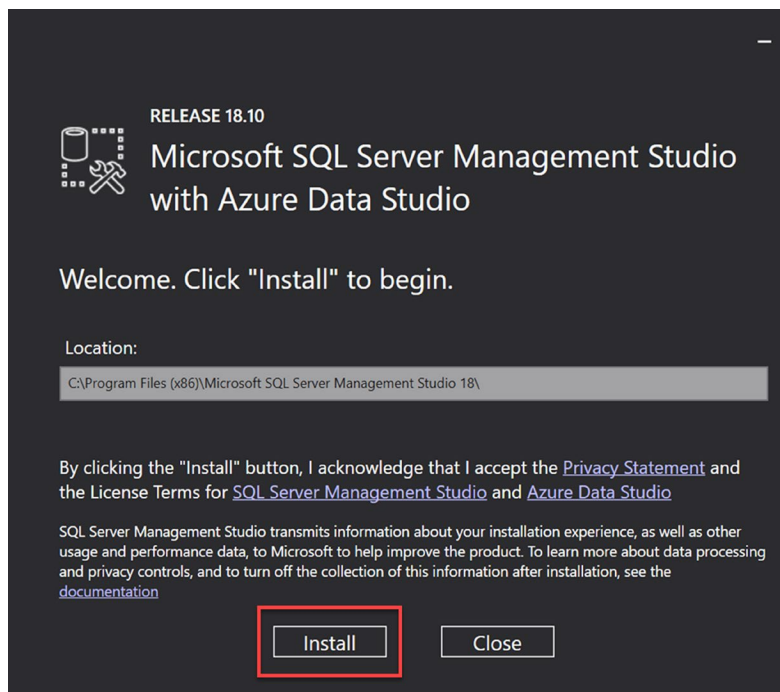 RELEASE 18.10
Microsoft SQL Server Management Studio
with Azure Data Studio
Welcome. Click "Install" to begin.
Location:
C:\Program Files (x86)\Microsoft SQL Server Management Studio 18\
By clicking the "Install" button, I acknowledge that I accept the Privacy Statement and
the License Terms for SQL Server Management Studio and Azure Data Studio
SQL Server Management Studio transmits information about your installation experience, as well as other
usage and performance data, to Microsoft to help improve the product. To learn more about data processing
and privacy controls, and to turn off the collection of this information after installation, see the
documentation
Install Close